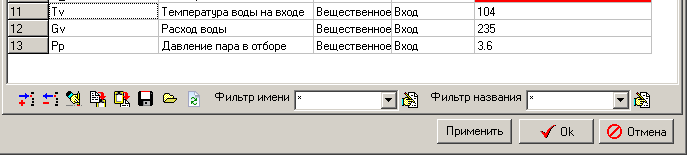 11 Tv Температура воды на входе Вещественное Вход 104
12 Gv Расход воды Вещественное Вход 235
13 Pp Давление пара в отборе Вещественное Вход 3.6
Фильтр имени * Фильтр названия *
Применить Ok Отмена